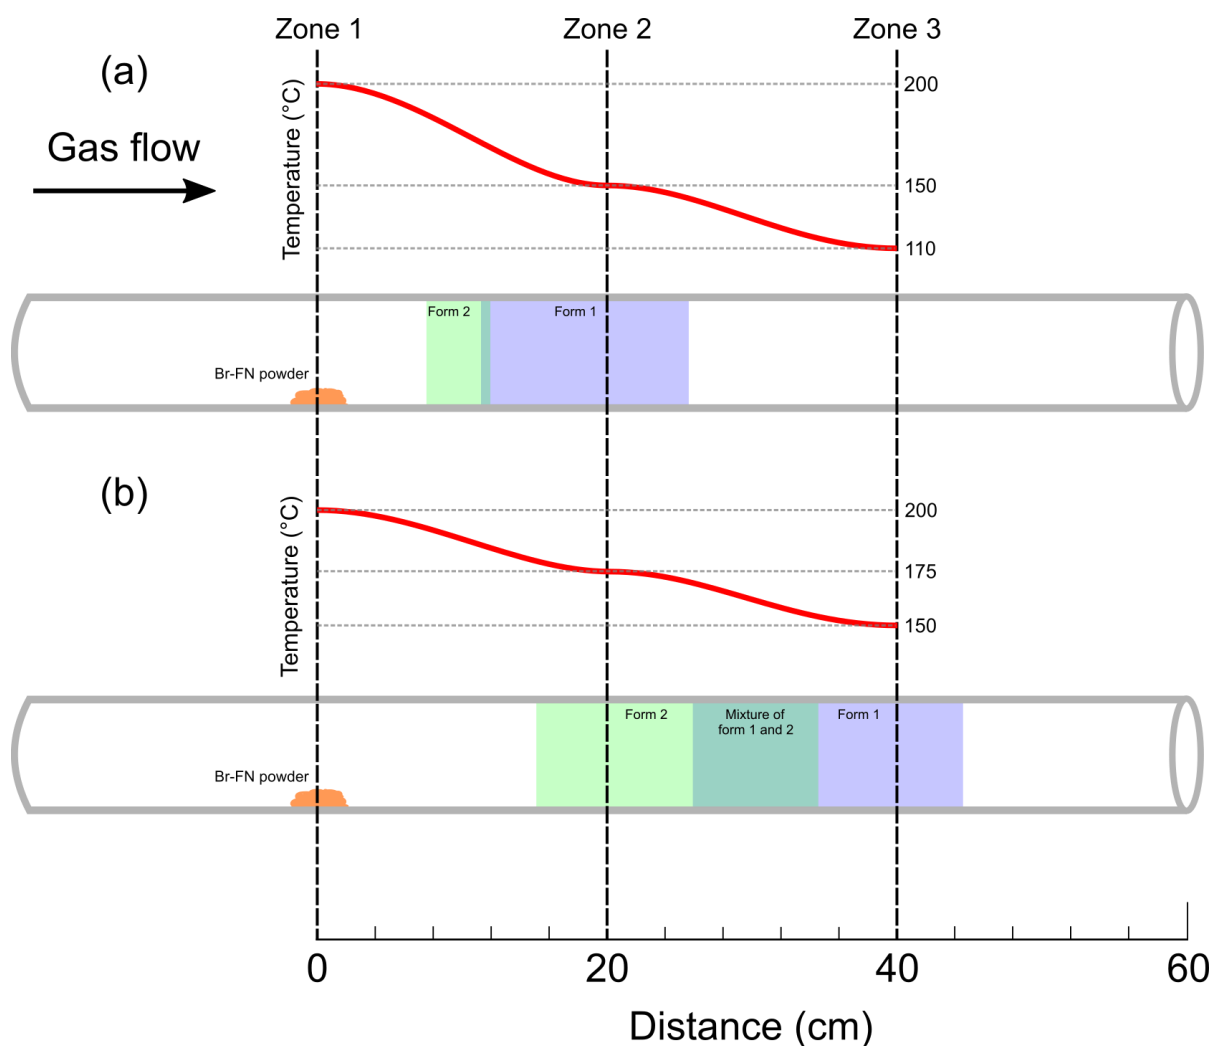 Zone 1
Zone 2
Zone 3
(a)
Gas flow
Temperature (°C)
200
150
110
Form 2
Form 1
Br-FN powder
(b)
Temperature (°C)
200
175
150
Form 2
Mixture of
form 1 and 2
Form 1
Br-FN powder
0
20
40
60
Distance (cm)